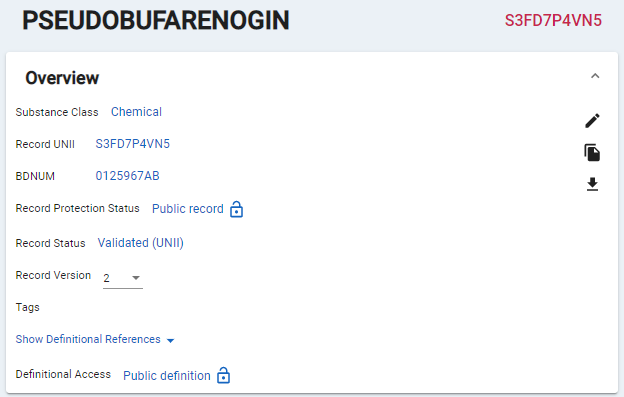 PSEUDOBUFARENOGIN S3FD7P4VN5
Overview
Substance Class Chemical
Record UNII S3FD7P4VN5
BDNUM 0125967AB
Record Protection Status Public record
Record Status Validated (UNII)
Record Version 2
Tags
Show Definitional References
Definitional Access Public definition